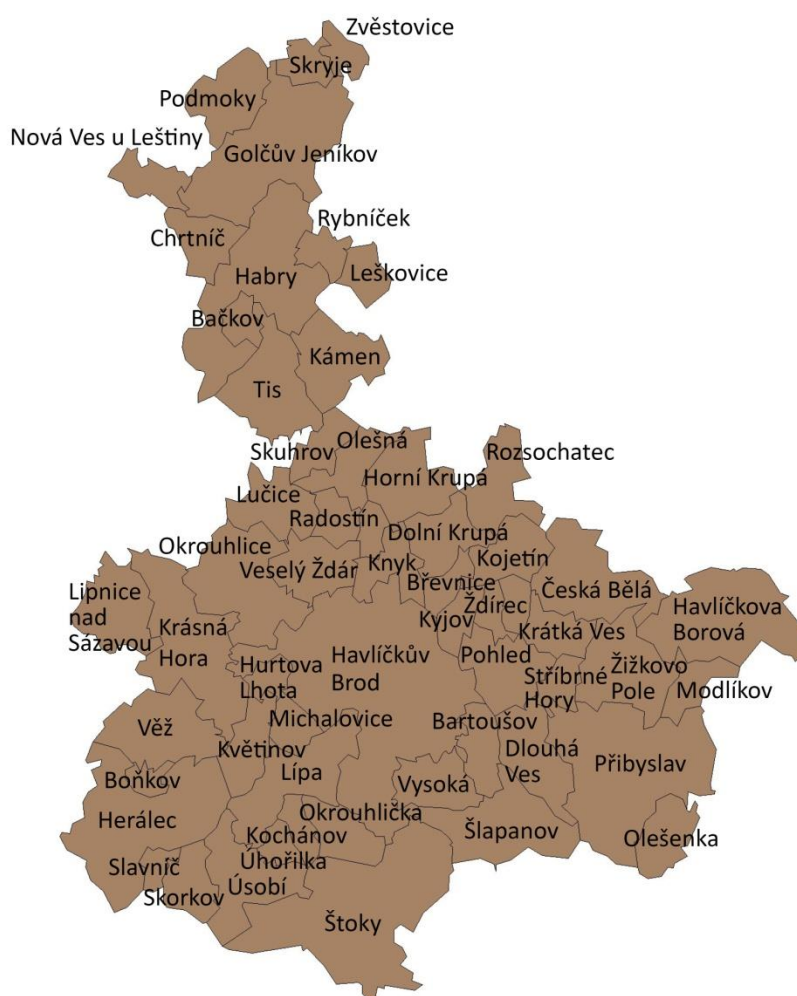 Zvěstovice
Skryje
Podmoky
Nová Ves u Leštiny
Golčův Jeníkov
Rybníček
Chrtníč
Leškovice
Habry
Bačkov
Kámen
Tis
Olešná
Skuhrov
Rozsochatec
Horní Krupá
Lučice
Radostín
Dolní Krupá
Okrouhlice
Kojetín
Veselý Ždár
Knyk
Břevnice
Česká Bělá
Lipnice
nad
Sázavou
Ždírec
Havlíčkova
Borová
Krásná
Hora
Kyjov
Krátká Ves
Hurtova
Lhota
Havlíčkův
Brod
Pohled
Stříbrné
Hory
Žižkovo
Pole
Modlíkov
Michalovice
Bartoušov
Věž
Květinov
Dlouhá
Ves
Přibyslav
Lípa
Boňkov
Vysoká
Okrouhlička
Herálec
Kochánov
Šlapanov
Olešenka
Slavníč
Úhořilka
Skorkov
Úsobí
Štoky